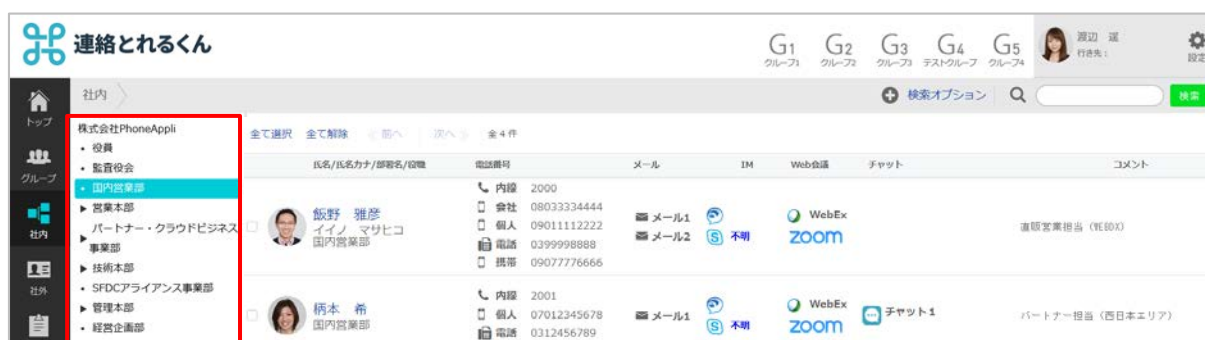 連絡とれるくん
G1 G2 G3 G4 G5
グループ1 グループ2 グループ3 テストグループ グループ4
渡辺 遥
行き先:
設定
トップ
グループ
社内
社外
社内
検索オプション
検索
株式会社PhoneAppli
・ 役員
・ 監査役会
・ 国内営業部
▶ 営業本部
▶ パートナー・クラウドビジネス
事業部
▶ 技術本部
・ SFDCアライアンス事業部
▶ 管理本部
・ 経営企画部
全て選択 全て解除 前へ 次へ 全4件
氏名/氏名カナ/部署名/役職 電話番号 メール IM Web会議 チャット コメント
飯野 雅彦
イイノ マサヒコ
国内営業部
内線 2000
会社 08033334444
個人 09011112222
電話 0399998888
携帯 09077776666
メール1
メール2
不明
WebEx
zoom
直販営業担当 (WEBDX)
柄本 希
国内営業部
内線 2001
個人 07012345678
電話 0312456789
メール1
不明
WebEx
zoom
チャット1
パートナー担当(西日本エリア)